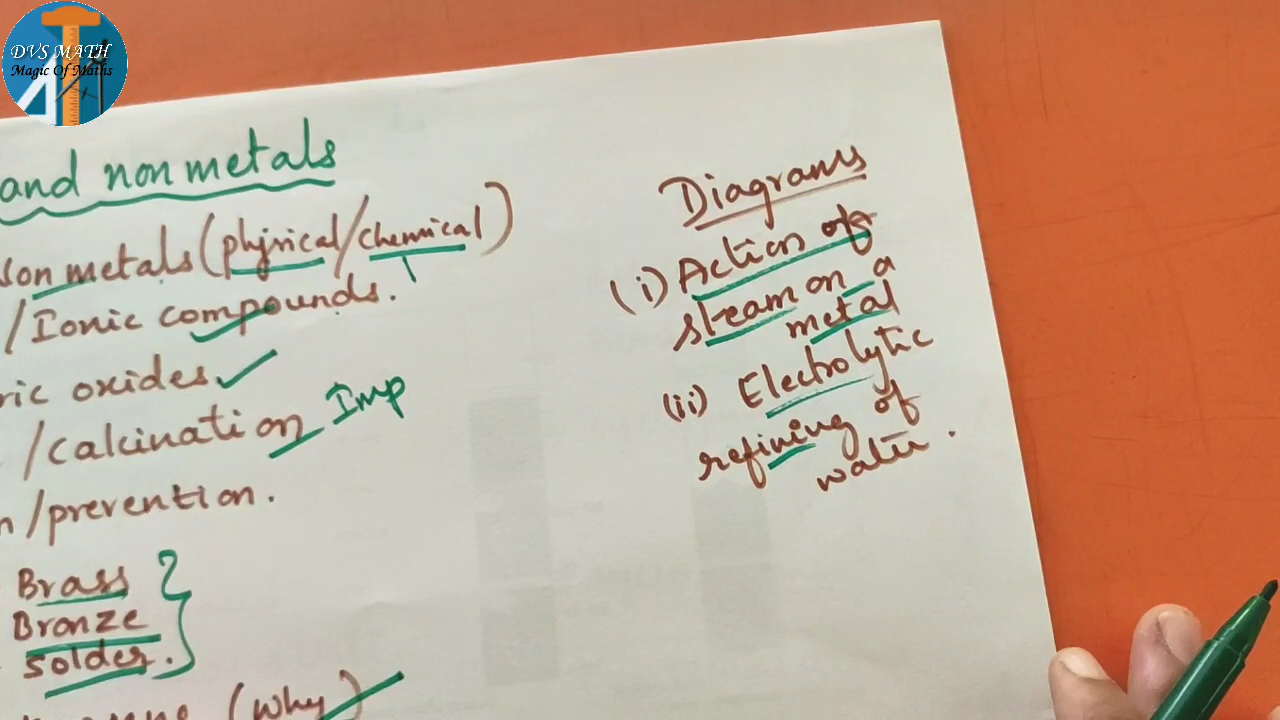 DVS MATH
Magic Of Maths
and non metals
son metals (physical/chemical)
/Ionic compounds.
ric oxides
/calcination Imp
n/prevention.
Brass
Bronze
solder.
(Why)
Diagrams
(i) Action of
steam on a
metal
(ii) Electrolytic
refining of
water.